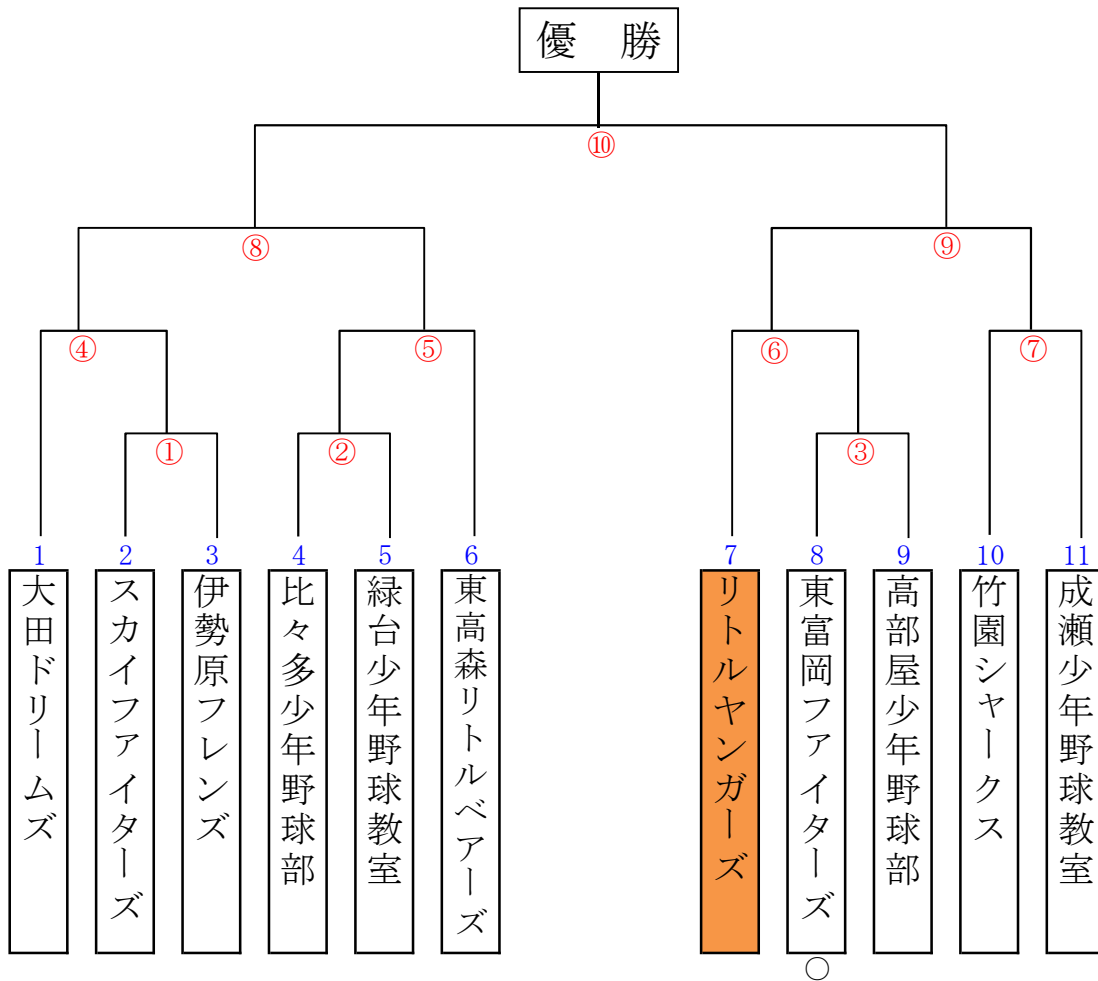 優　勝
⑩
⑧
⑨
④
⑤
⑥
⑦
①
②
③
1
2
3
4
5
6
7
8
9
10
11
大田ドリームズ
スカイファイターズ
伊勢原フレンズ
比々多少年野球部
緑台少年野球教室
東高森リトルベアーズ
リトルヤンガーズ
東富岡ファイターズ
高部屋少年野球部
竹園シャークス
成瀬少年野球教室
○